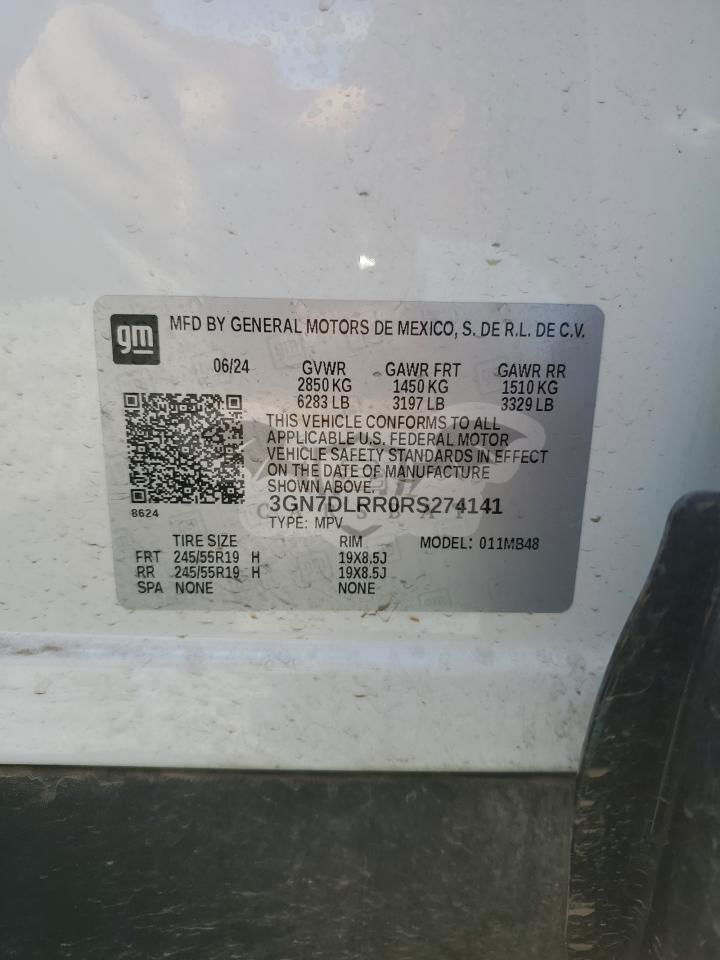 gm MFD BY GENERAL MOTORS DE MEXICO, S. DE R.L. DE C.V.
06/24 GVWR GAWR FRT GAWR RR
2850 KG 1450 KG 1510 KG
6283 LB 3197 LB 3329 LB
THIS VEHICLE CONFORMS TO ALL
APPLICABLE U.S. FEDERAL MOTOR
VEHICLE SAFETY STANDARDS IN EFFECT
ON THE DATE OF MANUFACTURE
SHOWN ABOVE.
3GN7DLRR0RS274141
8624
TYPE: MPV
TIRE SIZE RIM MODEL: 011MB48
FRT 245/55R19 H 19X8.5J
RR 245/55R19 H 19X8.5J
SPA NONE NONE